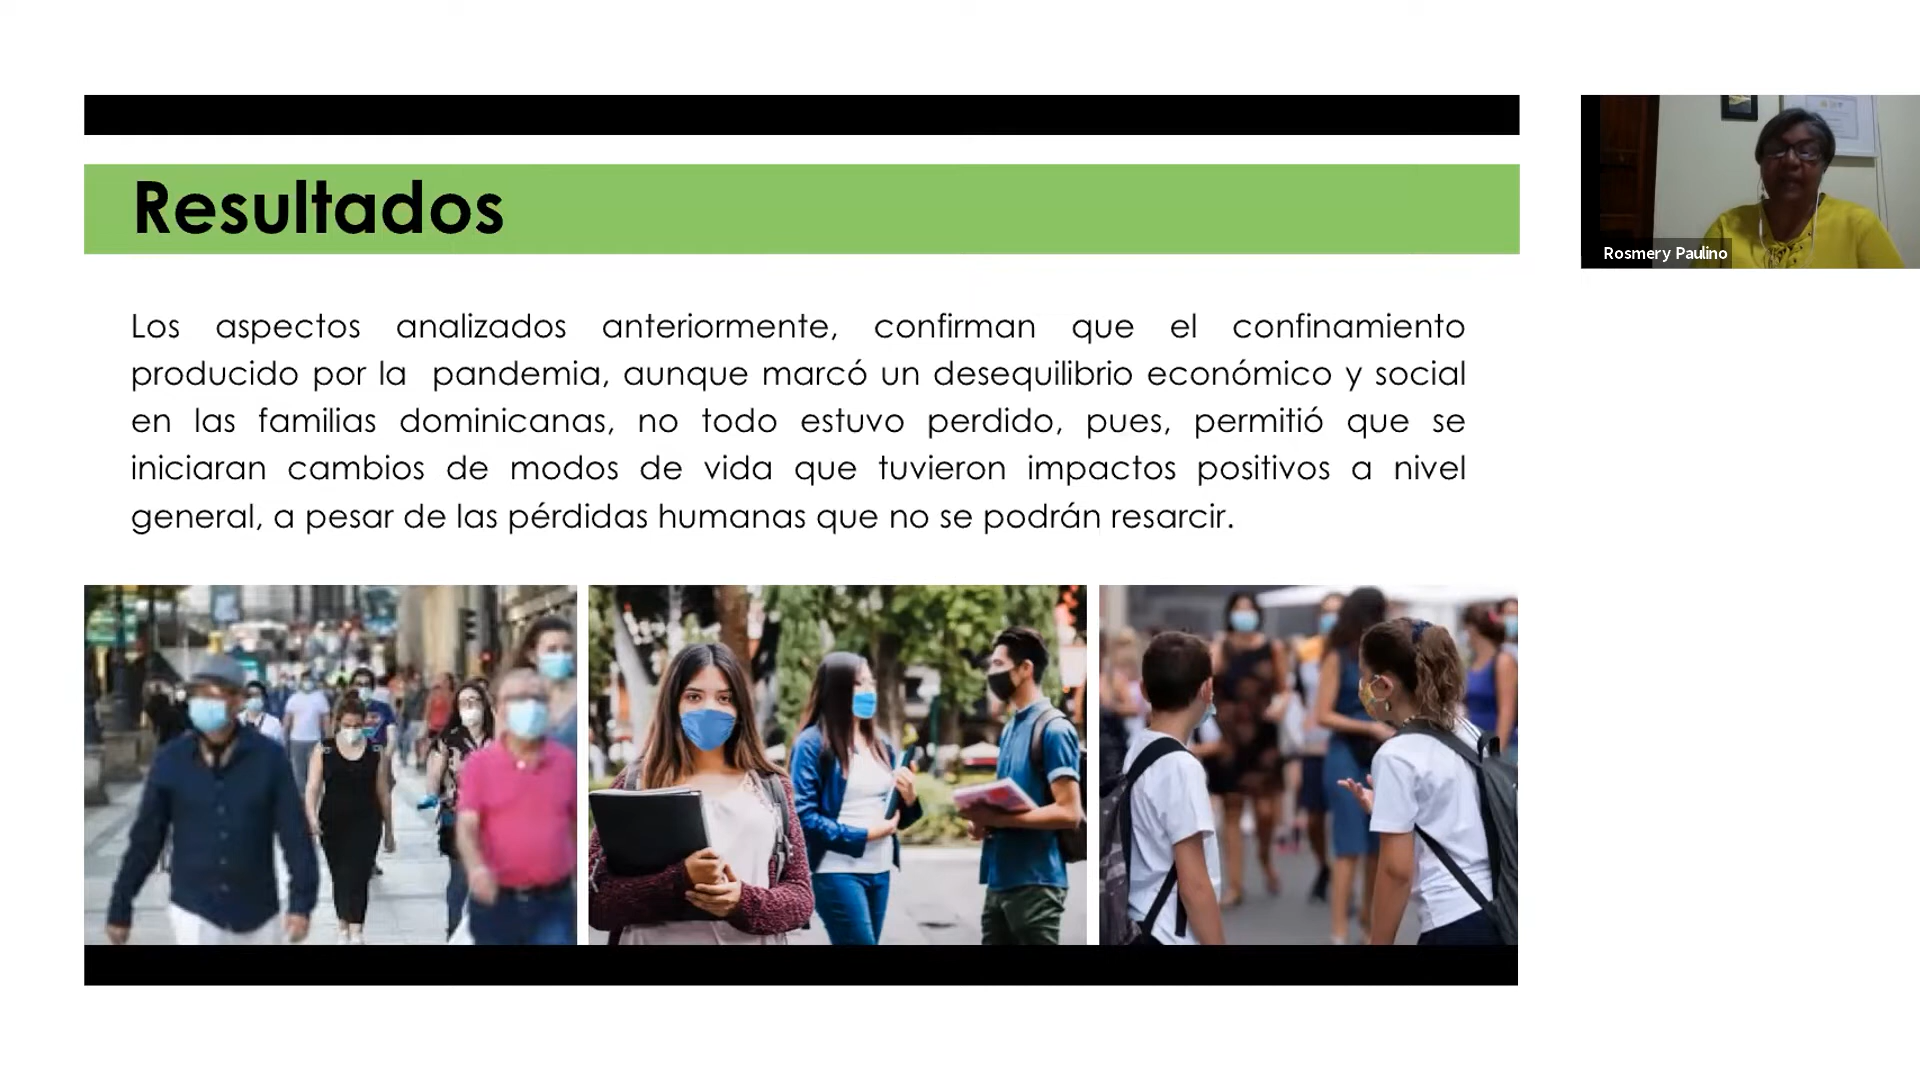 Resultados
Los aspectos analizados anteriormente, confirman que el confinamiento
producido por la pandemia, aunque marcó un desequilibrio económico y social
en las familias dominicanas, no todo estuvo perdido, pues, permitió que se
iniciaran cambios de modos de vida que tuvieron impactos positivos a nivel
general, a pesar de las pérdidas humanas que no se podrán resarcir.
Rosmery Paulino